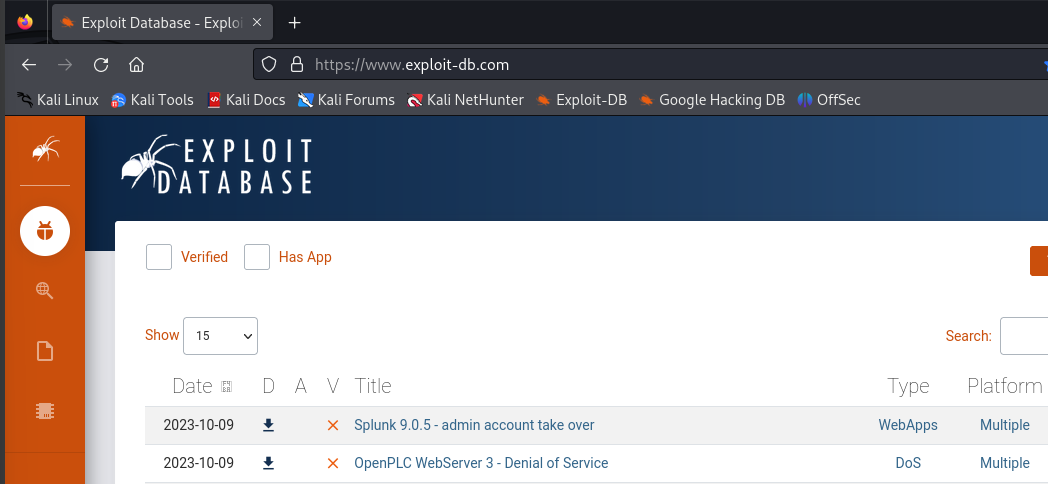 Exploit Database - Exploi
https://www.exploit-db.com
Kali Linux Kali Tools Kali Docs Kali Forums Kali NetHunter Exploit-DB Google Hacking DB OffSec
EXPLOIT
DATABASE
Verified Has App
Show 15 Search:
Date D A V Title Type Platform
2023-10-09 Splunk 9.0.5 - admin account take over WebApps Multiple
2023-10-09 OpenPLC WebServer 3 - Denial of Service DoS Multiple